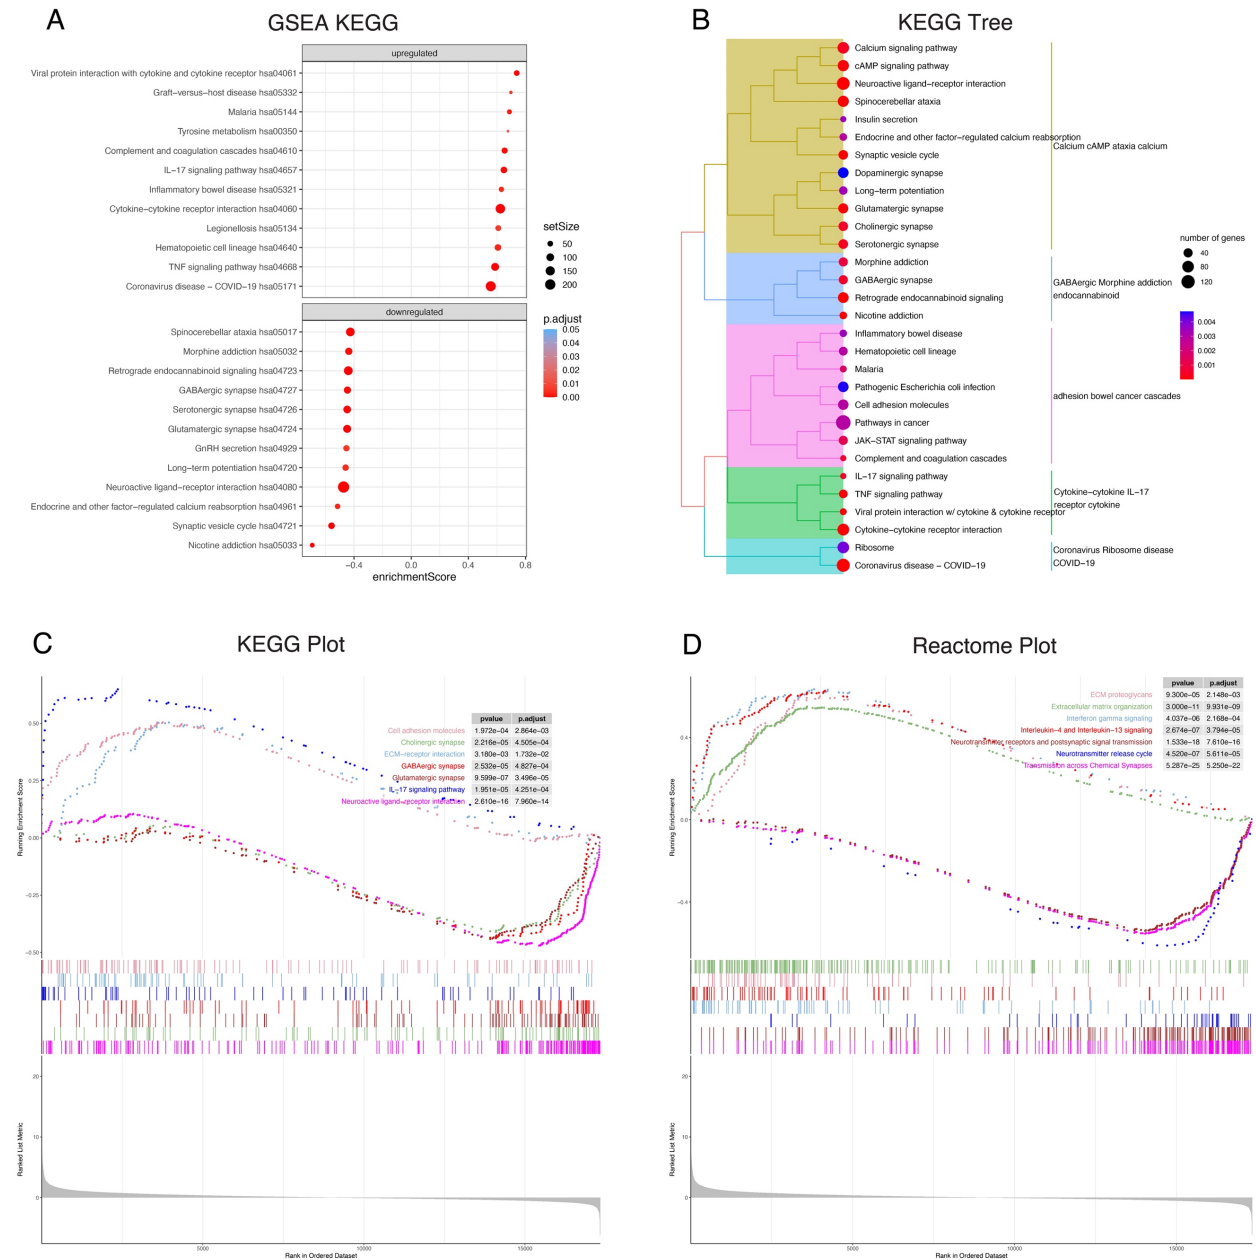 A
GSEA KEGG
upregulated
Viral protein interaction with cytokine and cytokine receptor hsa04061
Graft−versus−host disease hsa05332
Malaria hsa05144
Tyrosine metabolism hsa00350
Complement and coagulation cascades hsa04610
IL−17 signaling pathway hsa04657
Inflammatory bowel disease hsa05321
Cytokine−cytokine receptor interaction hsa04060
Legionellosis hsa05134
Hematopoietic cell lineage hsa04640
TNF signaling pathway hsa04668
Coronavirus disease − COVID−19 hsa05171
downregulated
Spinocerebellar ataxia hsa05017
Morphine addiction hsa05032
Retrograde endocannabinoid signaling hsa04723
GABAergic synapse hsa04727
Serotonergic synapse hsa04726
Glutamatergic synapse hsa04724
GnRH secretion hsa04929
Long−term potentiation hsa04720
Neuroactive ligand−receptor interaction hsa04080
Endocrine and other factor−regulated calcium reabsorption hsa04961
Synaptic vesicle cycle hsa04721
Nicotine addiction hsa05033
−0.4 0.0 0.4 0.8
enrichmentScore
setSize
50
100
150
200
p.adjust
0.05
0.04
0.03
0.02
0.01
0.00
B
KEGG Tree
Calcium signaling pathway
cAMP signaling pathway
Neuroactive ligand−receptor interaction
Spinocerebellar ataxia
Insulin secretion
Endocrine and other factor−regulated calcium reabsorption
Synaptic vesicle cycle
Dopaminergic synapse
Long−term potentiation
Glutamatergic synapse
Cholinergic synapse
Serotonergic synapse
Morphine addiction
GABAergic synapse
Retrograde endocannabinoid signaling
Nicotine addiction
Inflammatory bowel disease
Hematopoietic cell lineage
Malaria
Pathogenic Escherichia coli infection
Cell adhesion molecules
Pathways in cancer
JAK−STAT signaling pathway
Complement and coagulation cascades
IL−17 signaling pathway
TNF signaling pathway
Viral protein interaction w/ cytokine & cytokine receptor
Cytokine−cytokine receptor interaction
Ribosome
Coronavirus disease − COVID−19
Calcium cAMP ataxia calcium
GABAergic Morphine addiction
endocannabinoid
adhesion bowel cancer cascades
Cytokine−cytokine IL−17
receptor cytokine
Coronavirus Ribosome disease
COVID−19
number of genes
40
80
120
0.004
0.003
0.002
0.001
C
KEGG Plot
pvalue p.adjust
Cell adhesion molecules 1.972e−04 2.864e−03
Cholinergic synapse 2.216e−05 4.505e−04
ECM−receptor interaction 3.180e−03 1.732e−02
GABAergic synapse 2.532e−05 4.827e−04
Glutamatergic synapse 9.599e−07 3.496e−05
IL−17 signaling pathway 1.951e−05 4.251e−04
Neuroactive ligand−receptor interaction 2.610e−16 7.960e−14
Running Enrichment Score
0.50
0.25
0.00
−0.25
−0.50
Ranked List Metric
20
10
0
5000 10000 15000
Rank in Ordered Dataset
D
Reactome Plot
pvalue p.adjust
ECM proteoglycans 9.300e−05 2.148e−03
Extracellular matrix organization 3.000e−11 9.931e−09
Interferon gamma signaling 4.037e−06 2.168e−04
Interleukin−4 and Interleukin−13 signaling 2.674e−07 3.794e−05
Neurotransmitter receptors and postsynaptic signal transmission 1.533e−18 7.610e−16
Neurotransmitter release cycle 4.520e−07 5.611e−05
Transmission across Chemical Synapses 5.287e−25 5.250e−22
Running Enrichment Score
0.4
0.0
−0.4
Ranked List Metric
20
10
0
5000 10000 15000
Rank in Ordered Dataset